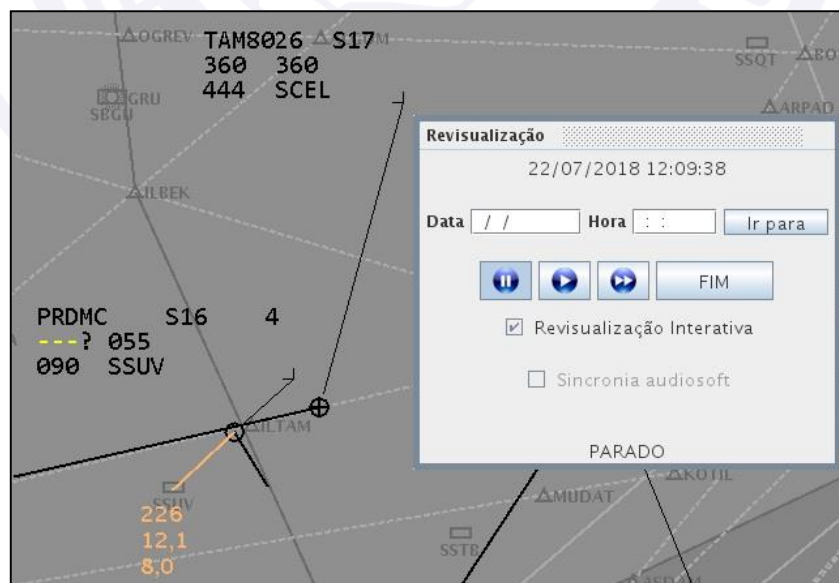 OGREV
TAM8026 S17
360 360
444 SCEL
SSQT
GRU
SBGU
ARPAD
ILBEK
Revisualização
22/07/2018 12:09:38
Data / / Hora : : Ir para
FIM
Revisualização Interativa
Sincronia audiosoft
PARADO
PRDMC S16 4
---? 055
090 SSUV
ILTAM
SSUV
226
12,1
8,0
KOTIL
MUDAT
SSTB